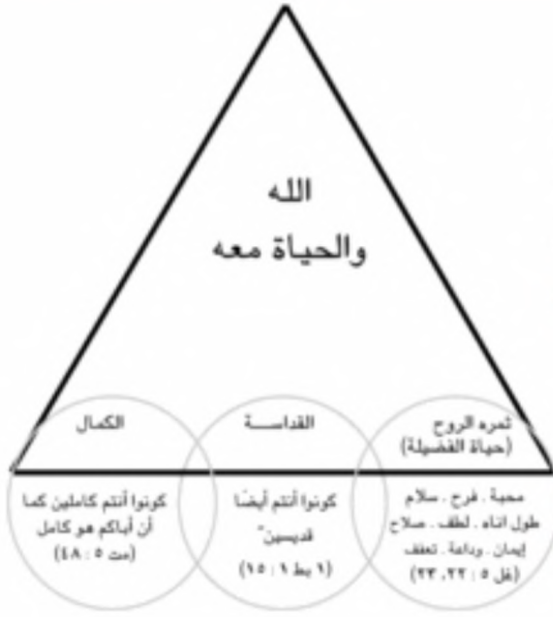 الله
والحياة معه
ثمره الروح
(حياة الفضيلة)
محبة . فرح . سلام
طول اناه . لطف . صلاح
إيمان . وداعة . تعفف
(غل ٥ : ٢٢، ٢٣)
القداســـة
كونوا أنتم أيضًا
قديسين"
(١ بط ١ : ١٥)
الكمال
كونوا أنتم كاملين كما
أن أباكم هو كامل
(مت ٥ : ٤٨)